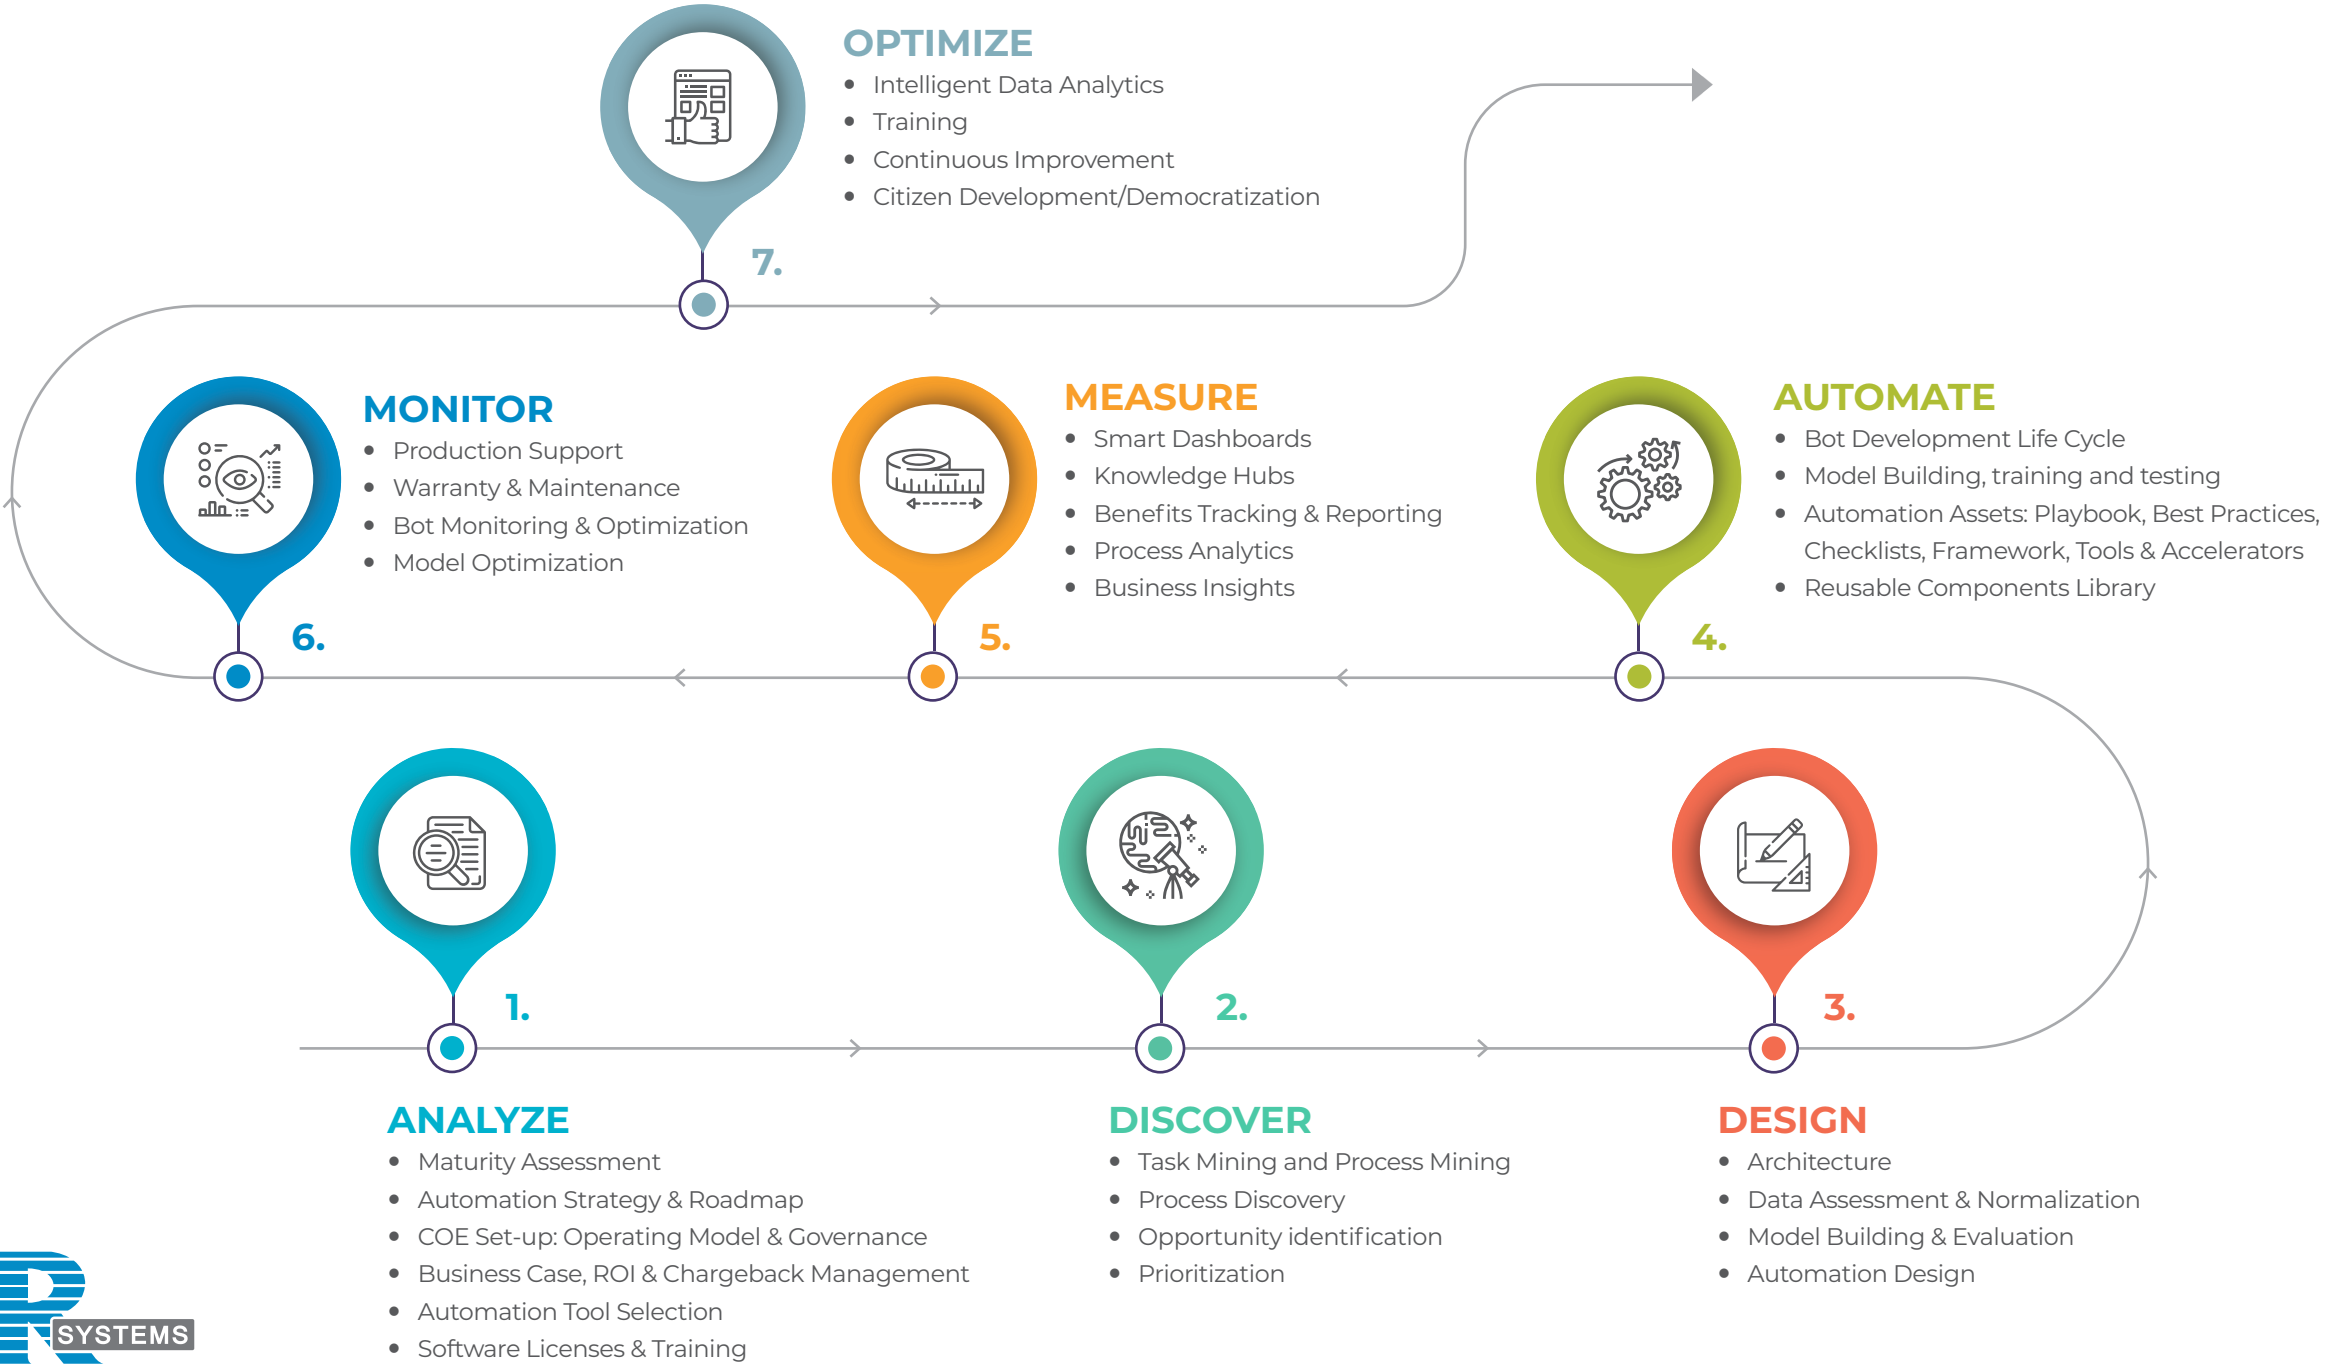 OPTIMIZE
• Intelligent Data Analytics
• Training
• Continuous Improvement
• Citizen Development/Democratization
7.
MONITOR
• Production Support
• Warranty & Maintenance
• Bot Monitoring & Optimization
• Model Optimization
6.
MEASURE
• Smart Dashboards
• Knowledge Hubs
• Benefits Tracking & Reporting
• Process Analytics
• Business Insights
5.
AUTOMATE
• Bot Development Life Cycle
• Model Building, training and testing
• Automation Assets: Playbook, Best Practices,
Checklists, Framework, Tools & Accelerators
• Reusable Components Library
4.
1.
ANALYZE
• Maturity Assessment
• Automation Strategy & Roadmap
• COE Set-up: Operating Model & Governance
• Business Case, ROI & Chargeback Management
• Automation Tool Selection
• Software Licenses & Training
2.
DISCOVER
• Task Mining and Process Mining
• Process Discovery
• Opportunity identification
• Prioritization
3.
DESIGN
• Architecture
• Data Assessment & Normalization
• Model Building & Evaluation
• Automation Design
R
SYSTEMS